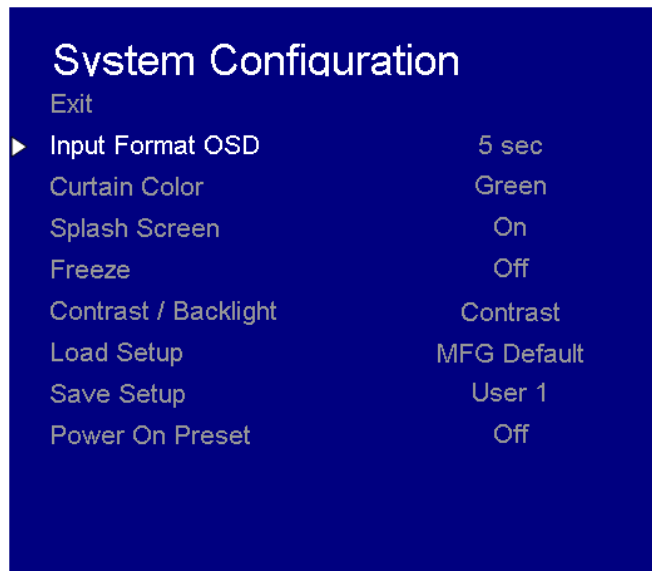 System Configuration
Exit
Input Format OSD 5 sec
Curtain Color Green
Splash Screen On
Freeze Off
Contrast / Backlight Contrast
Load Setup MFG Default
Save Setup User 1
Power On Preset Off